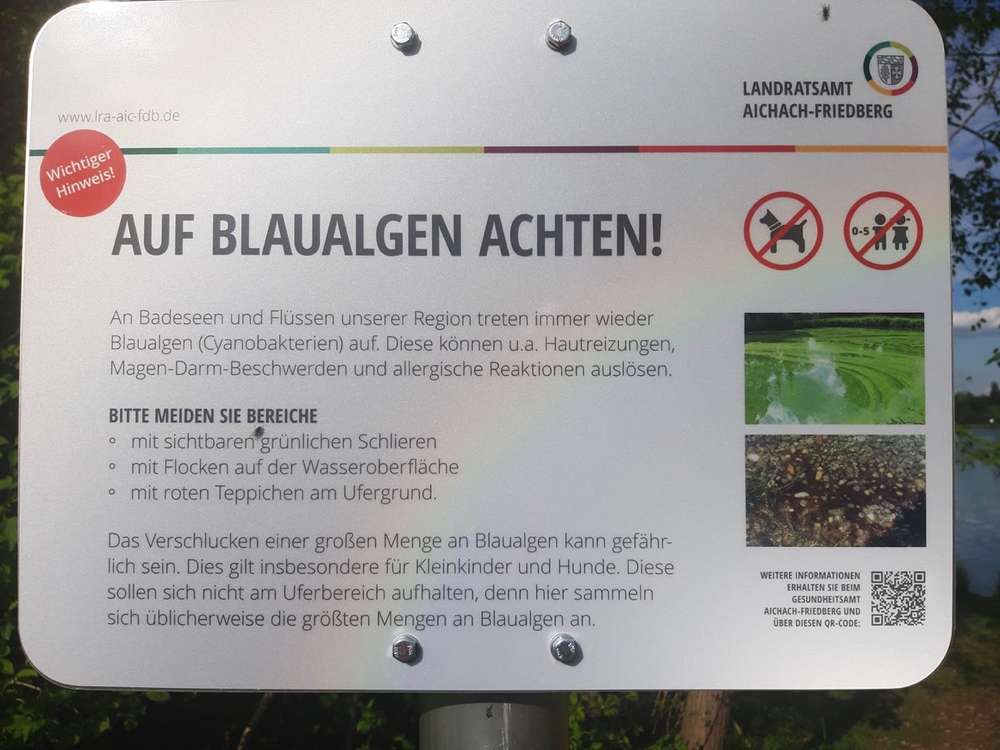 LANDRATSAMT
AICHACH-FRIEDBERG
www.lra-aic-fdb.de
Wichtiger
Hinweis!
AUF BLAUALGEN ACHTEN!
0-5
An Badeseen und Flüssen unserer Region treten immer wieder
Blaualgen (Cyanobakterien) auf. Diese können u.a. Hautreizungen,
Magen-Darm-Beschwerden und allergische Reaktionen auslösen.
BITTE MEIDEN SIE BEREICHE
° mit sichtbaren grünlichen Schlieren
° mit Flocken auf der Wasseroberfläche
° mit roten Teppichen am Ufergrund.
Das Verschlucken einer großen Menge an Blaualgen kann gefähr-
lich sein. Dies gilt insbesondere für Kleinkinder und Hunde. Diese
sollen sich nicht am Uferbereich aufhalten, denn hier sammeln
sich üblicherweise die größten Mengen an Blaualgen an.
WEITERE INFORMATIONEN
ERHALTEN SIE BEIM
GESUNDHEITSAMT
AICHACH-FRIEDBERG UND
ÜBER DIESEN QR-CODE: